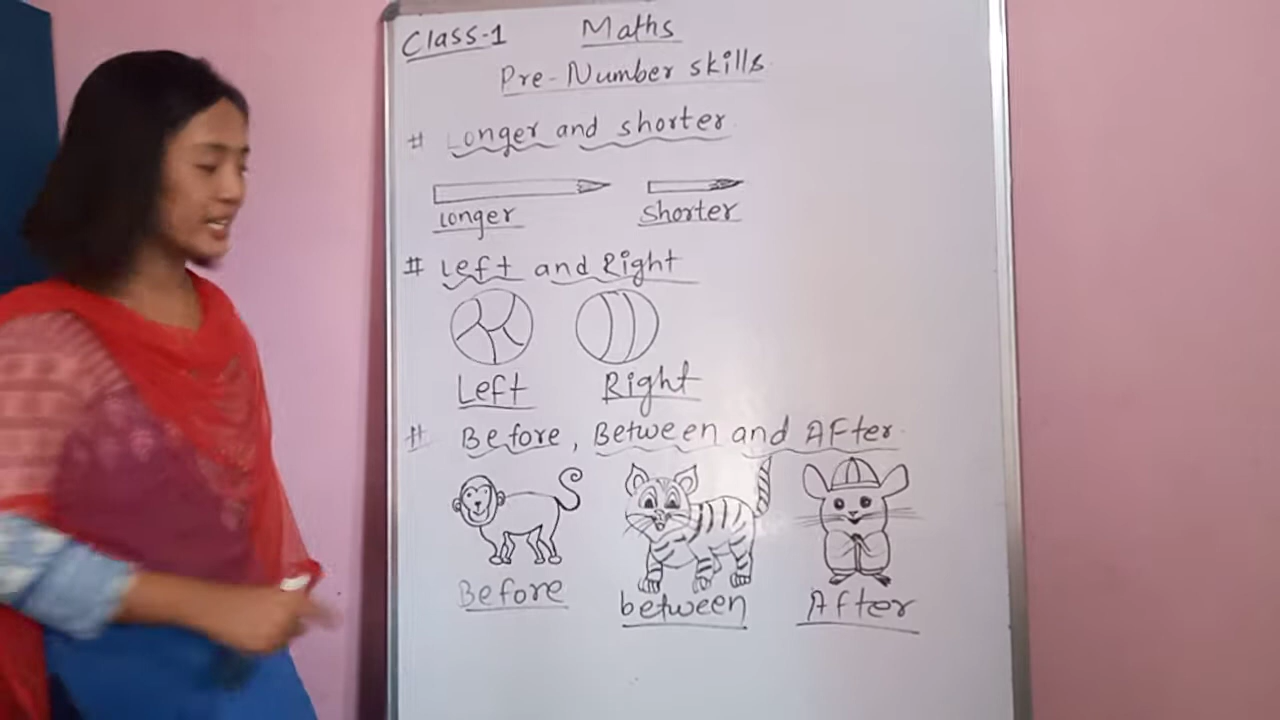 Class-1 Maths
Pre-Number skills
# Longer and shorter
Longer shorter
# Left and Right
Left Right
# Before, Between and After
Before between After